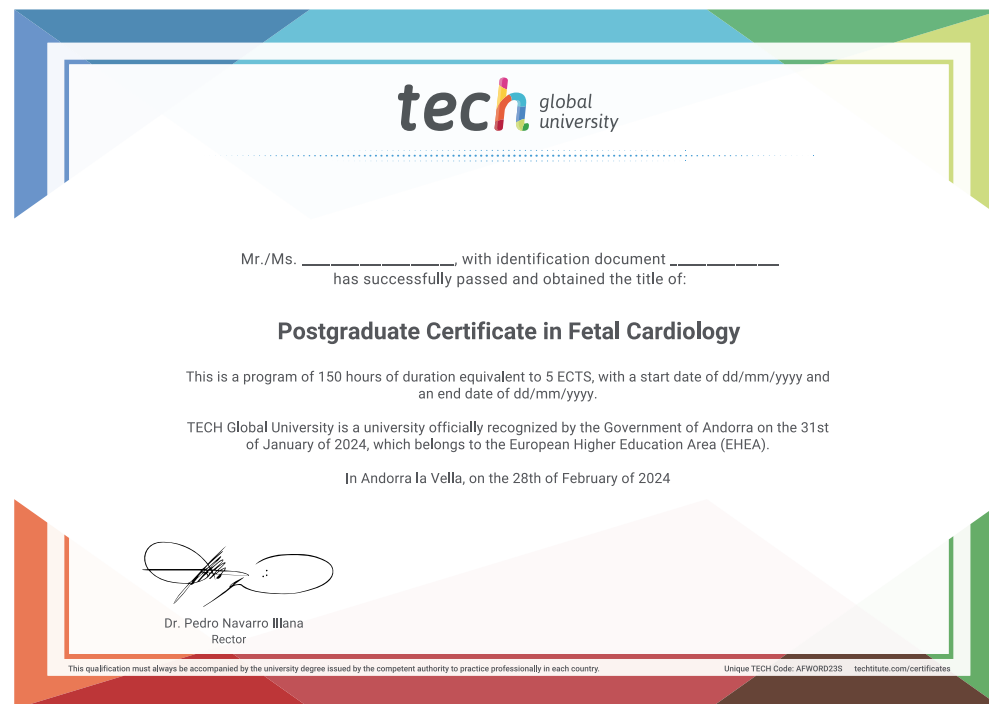 tech global university
Mr./Ms. ____________________, with identification document ______________
has successfully passed and obtained the title of:
Postgraduate Certificate in Fetal Cardiology
This is a program of 150 hours of duration equivalent to 5 ECTS, with a start date of dd/mm/yyyy and
an end date of dd/mm/yyyy.
TECH Global University is a university officially recognized by the Government of Andorra on the 31st
of January of 2024, which belongs to the European Higher Education Area (EHEA).
In Andorra la Vella, on the 28th of February of 2024
Dr. Pedro Navarro Illana
Rector
This qualification must always be accompanied by the university degree issued by the competent authority to practice professionally in each country. Unique TECH Code: AFWORD23S techtitute.com/certificates